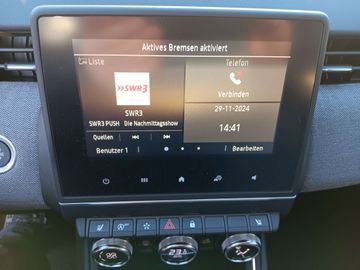 Aktives Bremsen aktiviert
Liste
Telefon
SWR3
Verbinden
SWR3
29-11-2024
SWR3 PUSH Die Nachmittagsshow
14:41
Quellen
Benutzer 1
Bearbeiten
23